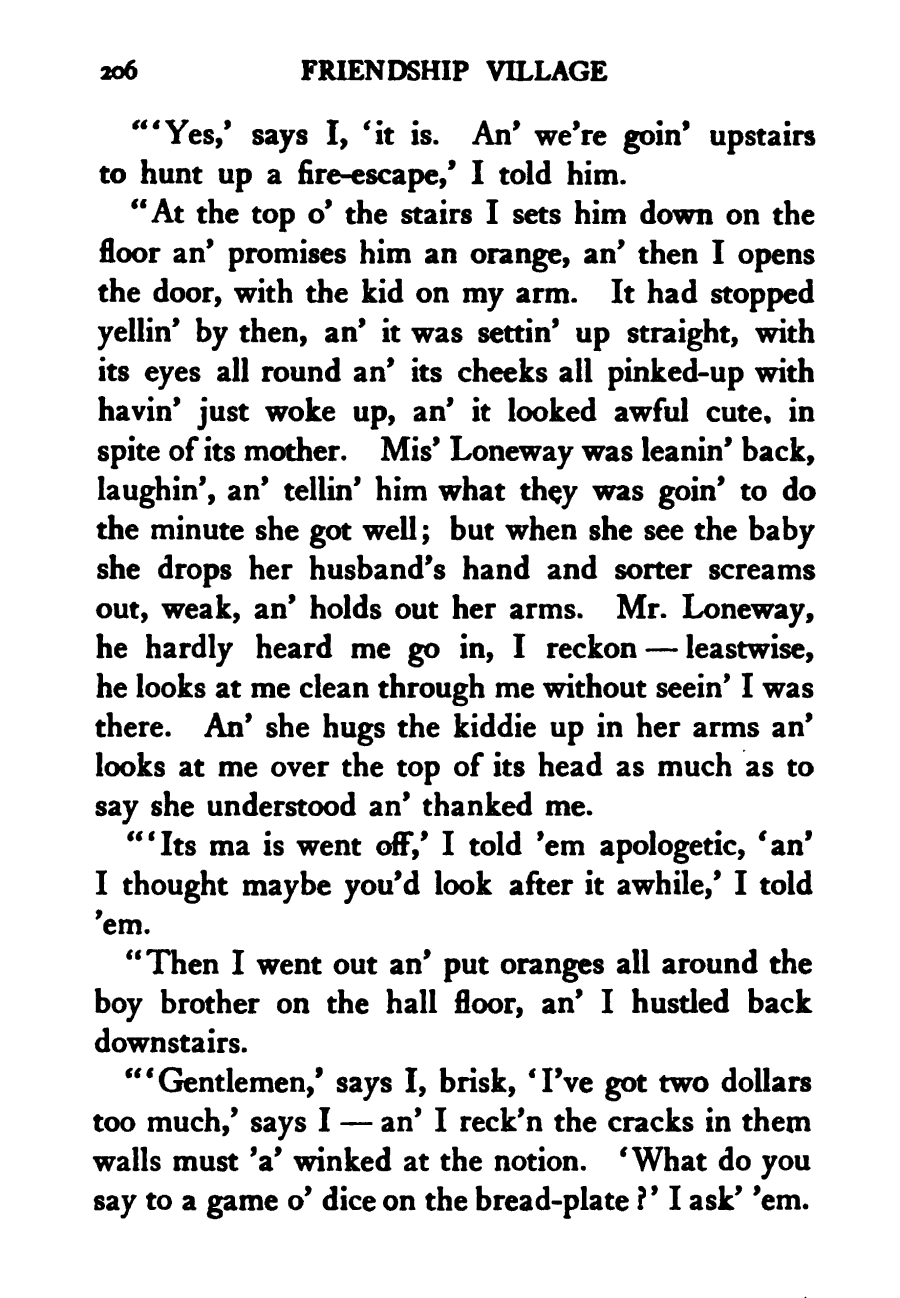 206 FRIENDSHIP VILLAGE
"'Yes,' says I, 'it is. An' we're goin' upstairs
to hunt up a fire-escape,' I told him.
"At the top o' the stairs I sets him down on the
floor an' promises him an orange, an' then I opens
the door, with the kid on my arm. It had stopped
yellin' by then, an' it was settin' up straight, with
its eyes all round an' its cheeks all pinked-up with
havin' just woke up, an' it looked awful cute, in
spite of its mother. Mis' Loneway was leanin' back,
laughin', an' tellin' him what they was goin' to do
the minute she got well; but when she see the baby
she drops her husband's hand and sorter screams
out, weak, an' holds out her arms. Mr. Loneway,
he hardly heard me go in, I reckon — leastwise,
he looks at me clean through me without seein' I was
there. An' she hugs the kiddie up in her arms an'
looks at me over the top of its head as much as to
say she understood an' thanked me.
"'Its ma is went off,' I told 'em apologetic, 'an'
I thought maybe you'd look after it awhile,' I told
'em.
"Then I went out an' put oranges all around the
boy brother on the hall floor, an' I hustled back
downstairs.
"'Gentlemen,' says I, brisk, 'I've got two dollars
too much,' says I — an' I reck'n the cracks in them
walls must 'a' winked at the notion. 'What do you
say to a game o' dice on the bread-plate?' I ask' 'em.